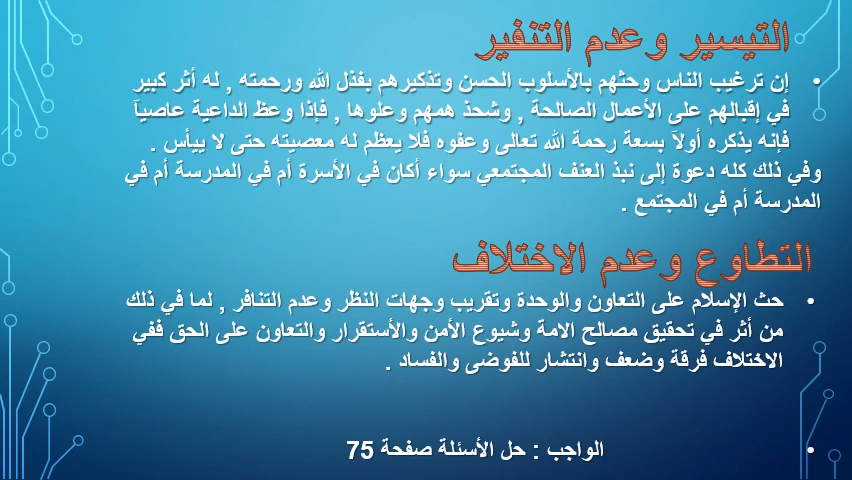 التيسير وعدم التنفير
• إن ترغيب الناس وحثهم بالأسلوب الحسن وتذكيرهم بفذل الله ورحمته , له أثر كبير
في إقبالهم على الأعمال الصالحة , وشحذ همهم وعلوها , فإذا وعظ الداعية عاصيآ
فإنه يذكره أولآ بسعة رحمة الله تعالى وعفوه فلا يعظم له معصيته حتى لا ييأس .
وفي ذلك كله دعوة إلى نبذ العنف المجتمعي سواء أكان في الأسرة أم في المدرسة أم في
المدرسة أم في المجتمع .
التطاوع وعدم الاختلاف
• حث الإسلام على التعاون والوحدة وتقريب وجهات النظر وعدم التنافر , لما في ذلك
من أثر في تحقيق مصالح الامة وشيوع الأمن والأستقرار والتعاون على الحق ففي
الاختلاف فرقة وضعف وانتشار للفوضى والفساد .
• الواجب : حل الأسئلة صفحة 75